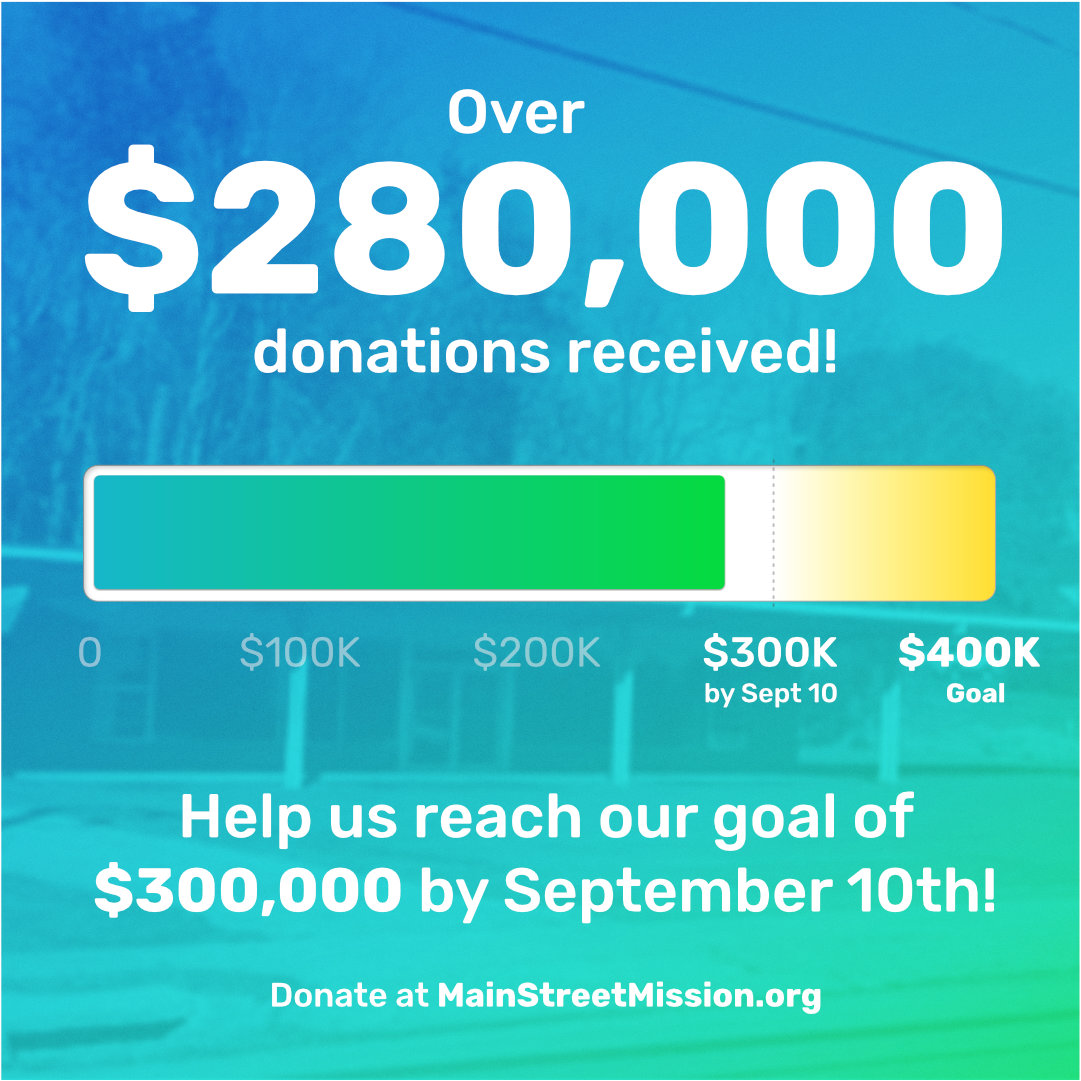 Over
$280,000
donations received!
0 $100K $200K $300K $400K
by Sept 10 Goal
Help us reach our goal of
$300,000 by September 10th!
Donate at MainStreetMission.org